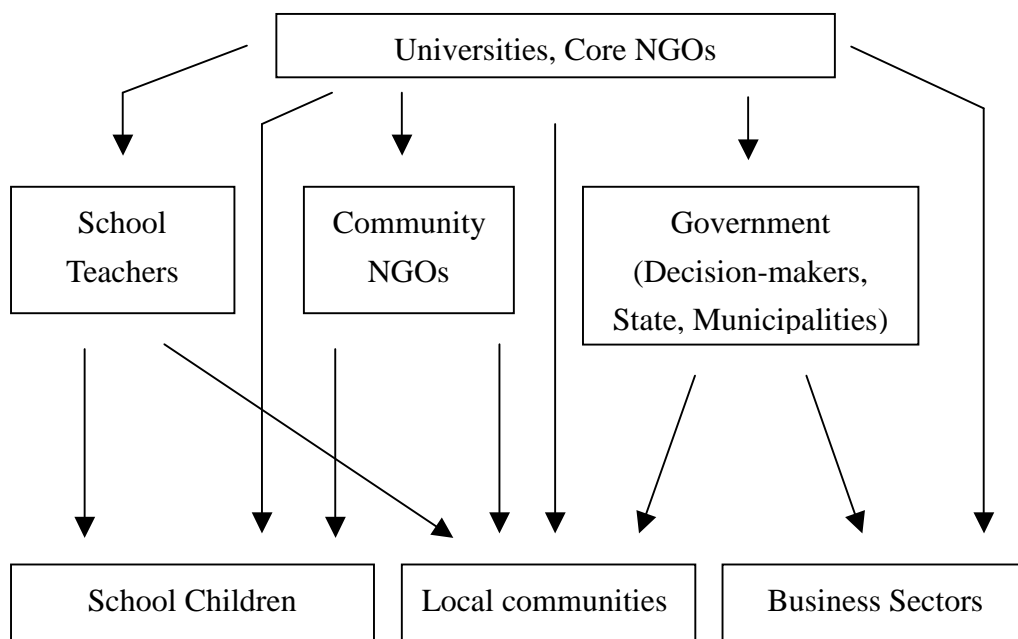 Universities, Core NGOs
School
Teachers
Community
NGOs
Government
(Decision-makers,
State, Municipalities)
School Children
Local communities
Business Sectors